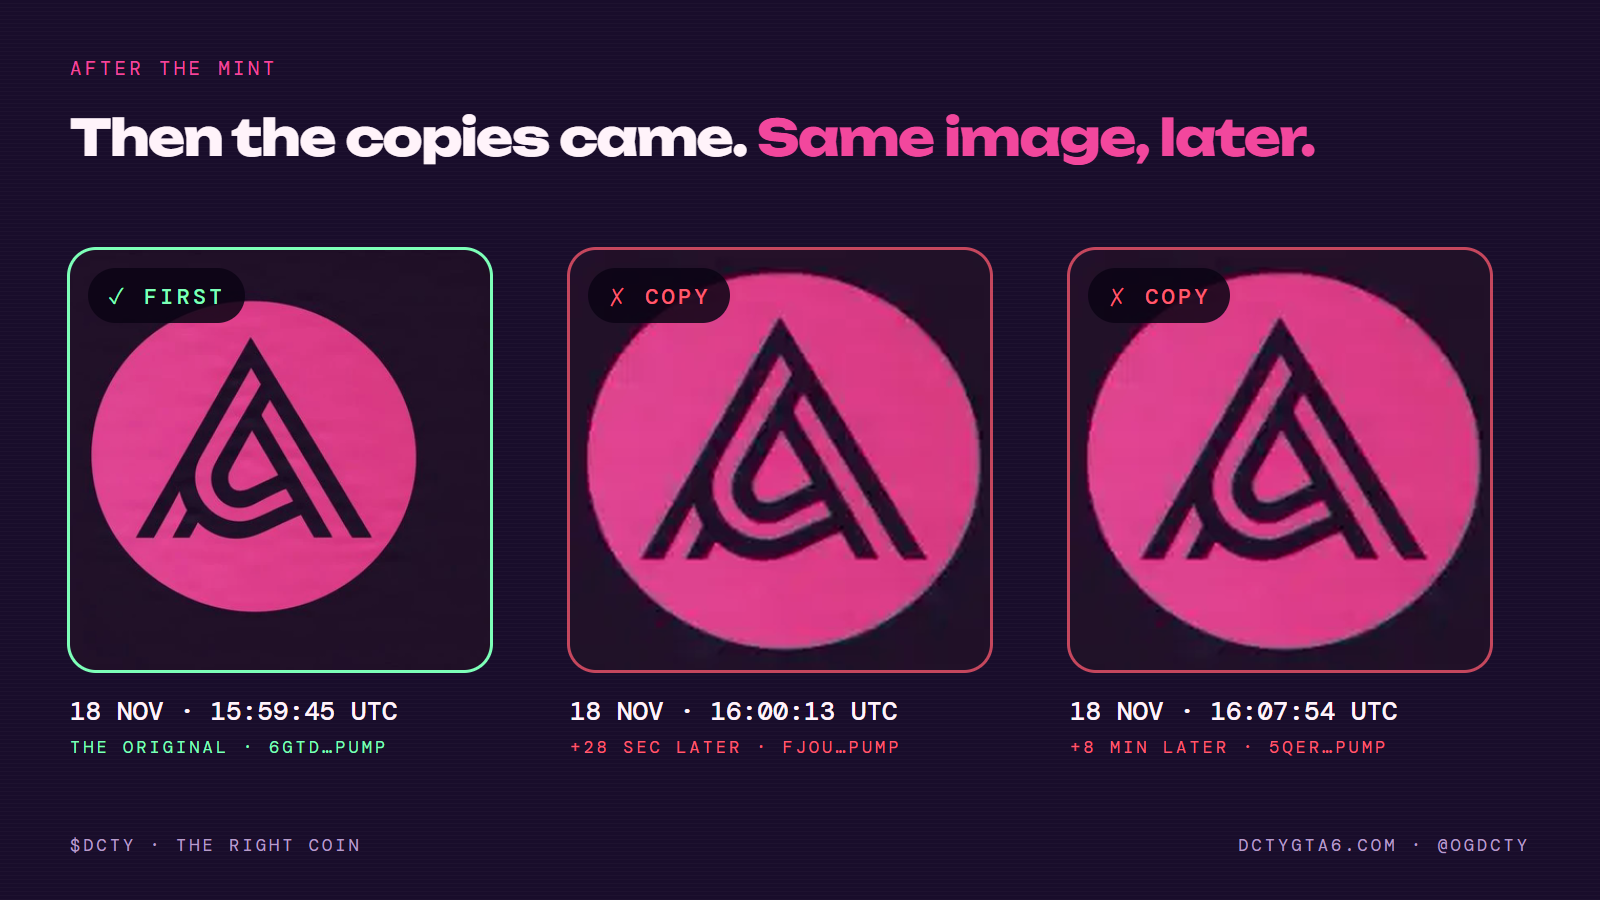 AFTER THE MINT
Then the copies came. Same image, later.
✓ FIRST
✗ COPY
✗ COPY
18 NOV · 15:59:45 UTC
THE ORIGINAL · 6GTD…PUMP
18 NOV · 16:00:13 UTC
+28 SEC LATER · FJOU…PUMP
18 NOV · 16:07:54 UTC
+8 MIN LATER · 5QER…PUMP
$DCTY · THE RIGHT COIN
DCTYGTA6.COM · @OGDCTY